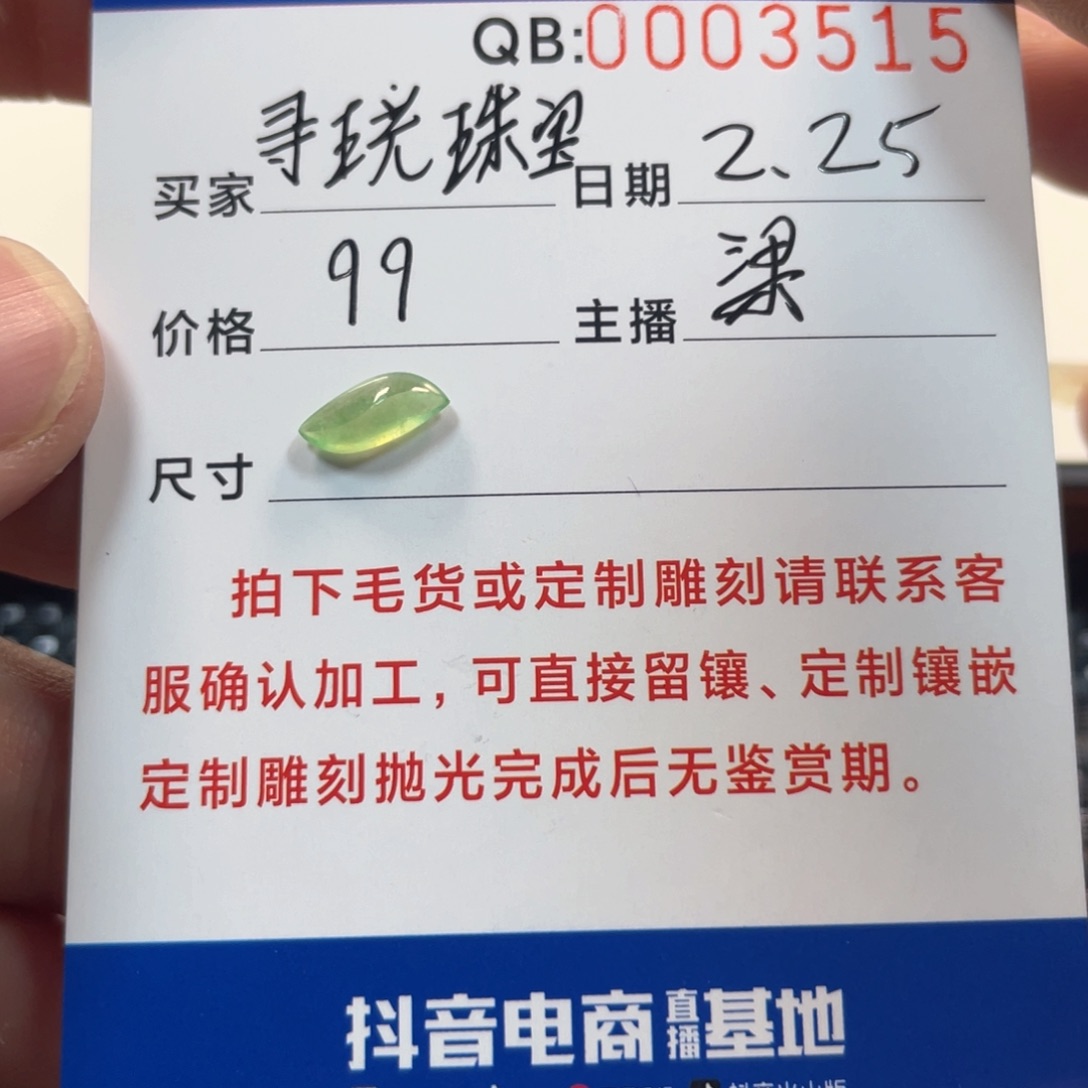 QB:0003515
买家 寻珖珠宝 日期 2、25
价格 99 主播 梁
尺寸
拍下毛货或定制雕刻请联系客
服确认加工，可直接留镶、定制镶嵌
定制雕刻抛光完成后无鉴赏期。
抖音电商直播基地